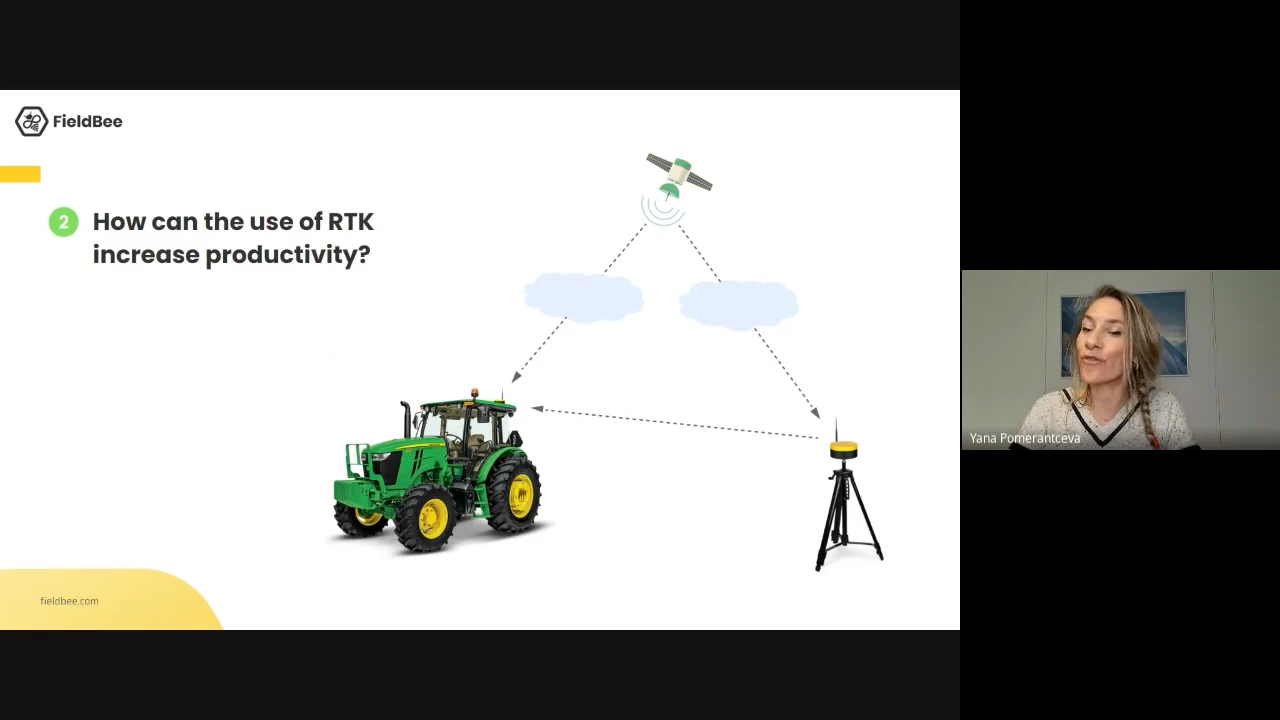 FieldBee
2
How can the use of RTK
increase productivity?
Yana Pomerantceva
fieldbee.com